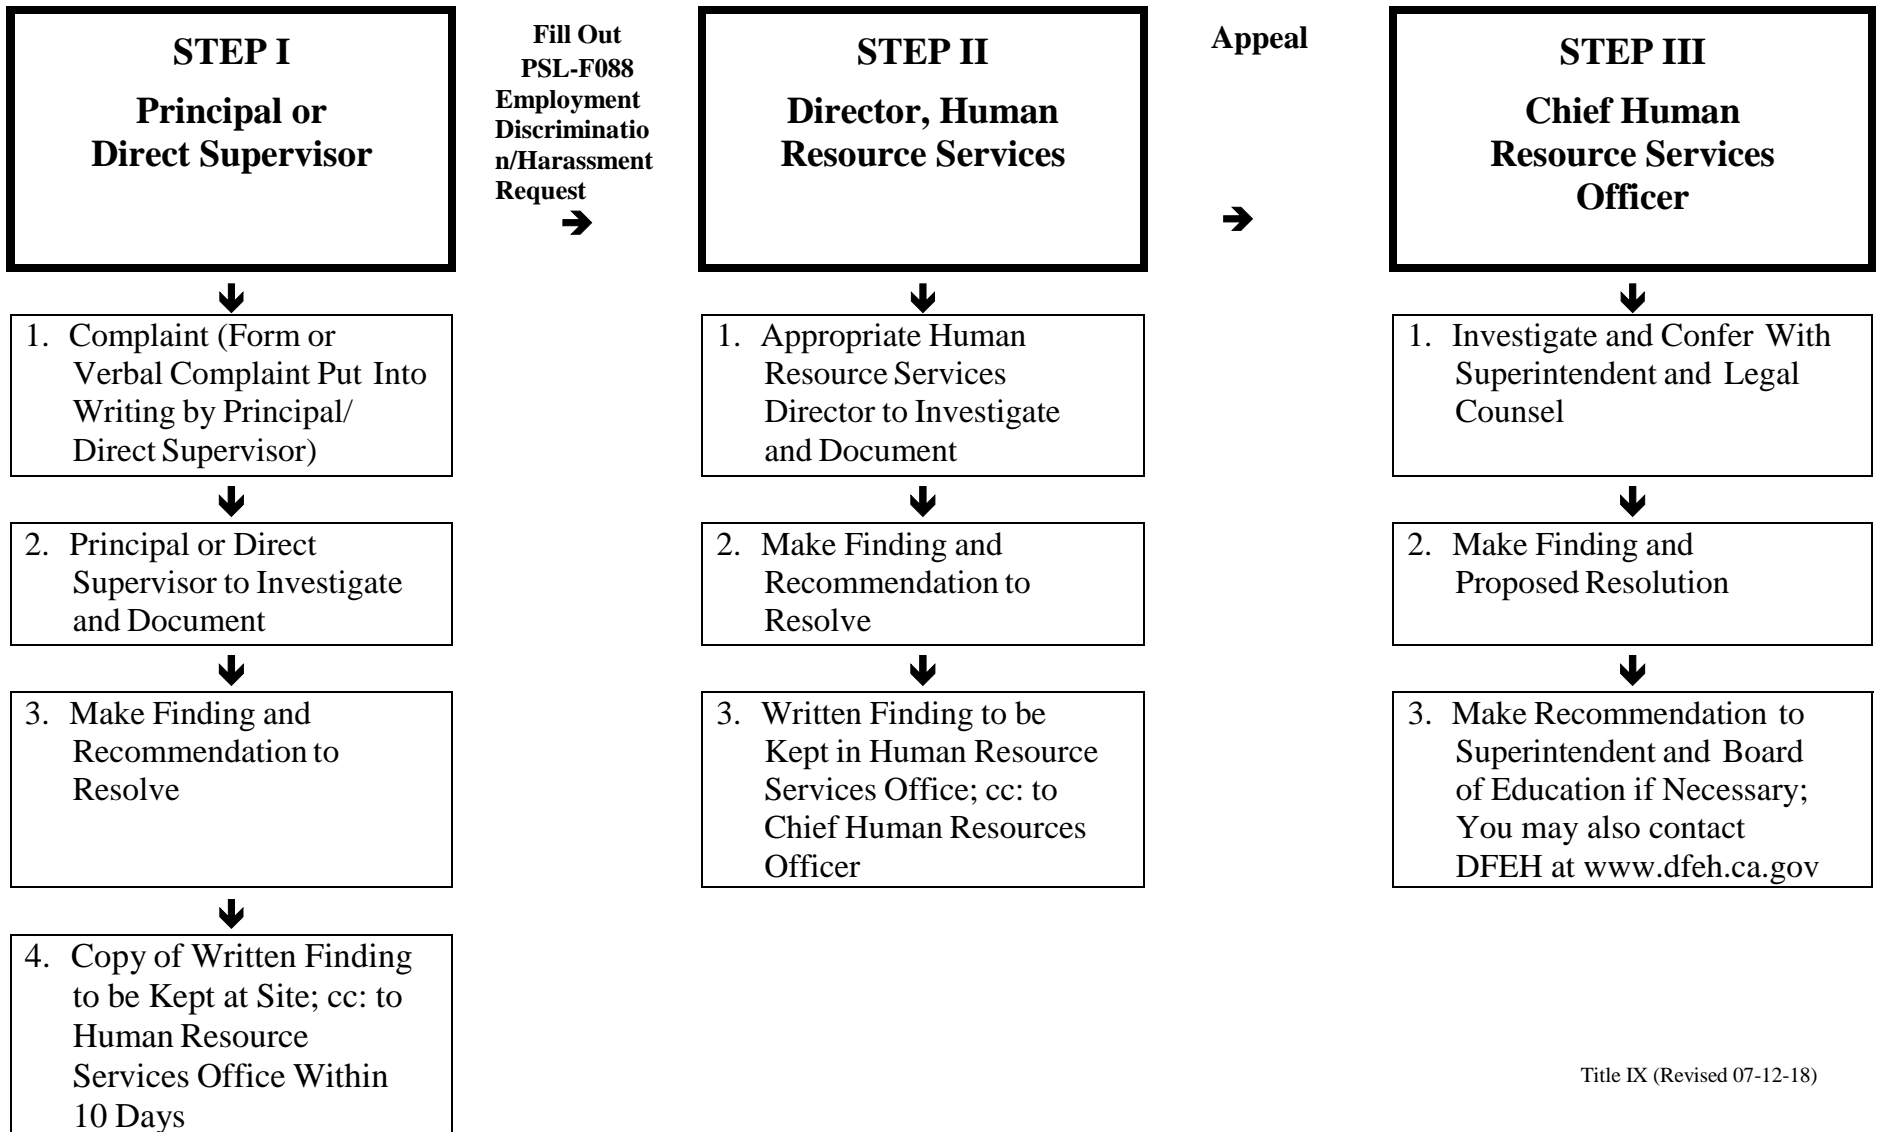 STEP I
Principal or
Direct Supervisor
Fill Out
PSL-F088
Employment
Discriminatio
n/Harassment
Request
STEP II
Director, Human
Resource Services
Appeal
STEP III
Chief Human
Resource Services
Officer
1. Complaint (Form or
Verbal Complaint Put Into
Writing by Principal/
Direct Supervisor)
2. Principal or Direct
Supervisor to Investigate
and Document
3. Make Finding and
Recommendation to
Resolve
4. Copy of Written Finding
to be Kept at Site; cc: to
Human Resource
Services Office Within
10 Days
1. Appropriate Human
Resource Services
Director to Investigate
and Document
2. Make Finding and
Recommendation to
Resolve
3. Written Finding to be
Kept in Human Resource
Services Office; cc: to
Chief Human Resources
Officer
1. Investigate and Confer With
Superintendent and Legal
Counsel
2. Make Finding and
Proposed Resolution
3. Make Recommendation to
Superintendent and Board
of Education if Necessary;
You may also contact
DFEH at www.dfeh.ca.gov
Title IX (Revised 07-12-18)